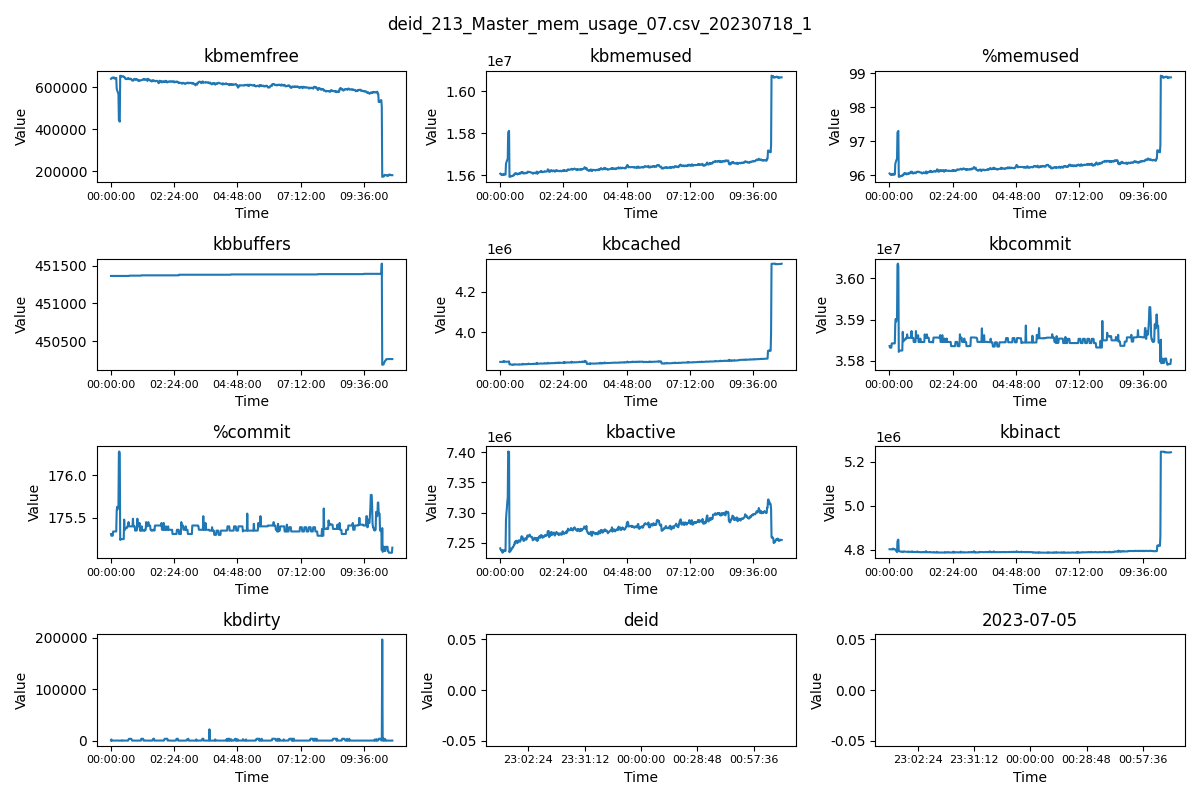 deid_213_Master_mem_usage_07.csv_20230718_1
kbmemfree
Value
600000
400000
200000
00:00:00 02:24:00 04:48:00 07:12:00 09:36:00
Time
kbmemused
1e7
Value
1.60
1.58
1.56
00:00:00 02:24:00 04:48:00 07:12:00 09:36:00
Time
%memused
Value
99
98
97
96
00:00:00 02:24:00 04:48:00 07:12:00 09:36:00
Time
kbbuffers
Value
451500
451000
450500
00:00:00 02:24:00 04:48:00 07:12:00 09:36:00
Time
kbcached
1e6
Value
4.2
4.0
00:00:00 02:24:00 04:48:00 07:12:00 09:36:00
Time
kbcommit
1e7
Value
3.60
3.59
3.58
00:00:00 02:24:00 04:48:00 07:12:00 09:36:00
Time
%commit
Value
176.0
175.5
00:00:00 02:24:00 04:48:00 07:12:00 09:36:00
Time
kbactive
1e6
Value
7.40
7.35
7.30
7.25
00:00:00 02:24:00 04:48:00 07:12:00 09:36:00
Time
kbinact
1e6
Value
5.2
5.0
4.8
00:00:00 02:24:00 04:48:00 07:12:00 09:36:00
Time
kbdirty
Value
200000
100000
0
00:00:00 02:24:00 04:48:00 07:12:00 09:36:00
Time
deid
Value
0.05
0.00
-0.05
23:02:24 23:31:12 00:00:00 00:28:48 00:57:36
Time
2023-07-05
Value
0.05
0.00
-0.05
23:02:24 23:31:12 00:00:00 00:28:48 00:57:36
Time